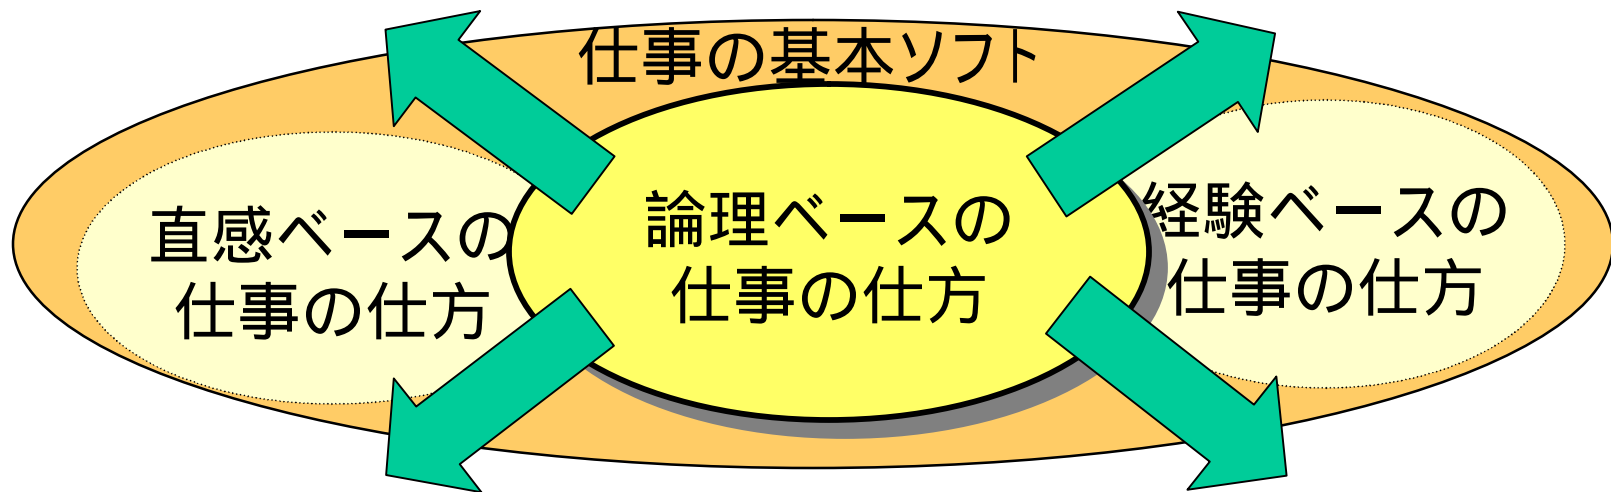 仕事の基本ソフト
直感ベースの
仕事の仕方
論理ベースの
仕事の仕方
経験ベースの
仕事の仕方